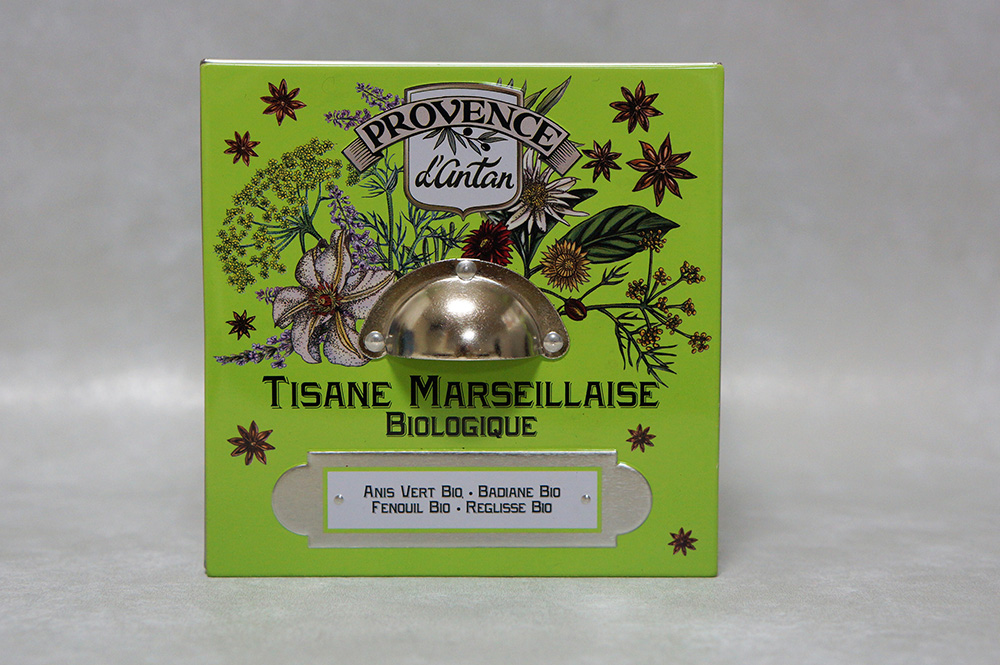 PROVENCE
d'Antan
TISANE MARSEILLAISE
BIOLOGIQUE
ANIS VERT BIO • BADIANE BIO
FENOUIL BIO • REGLISSE BIO